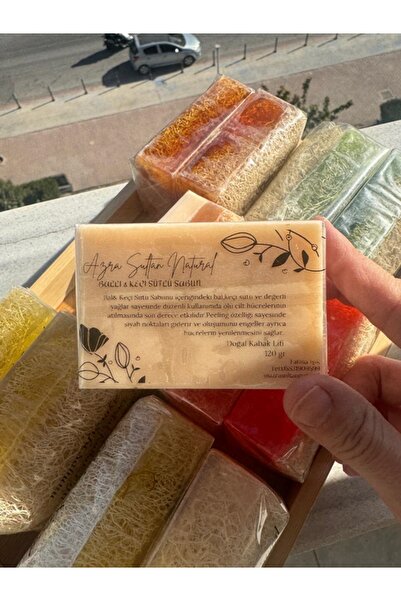 Azra Sultan Natural
BALLI & KEÇİ SÜTLÜ SABUN
Ballı Keçi Sütü Sabunu içeriğindeki bal,keçi sütü ve değerli
yağlar sayesinde düzenli kullanımda ölü cilt hücrelerinin
atılmasında son derece etkilidir.Peeling özelliği sayesinde
siyah noktaları giderir ve oluşumunu engeller ayrıca
hücrelerin yenilenmesini sağlar.
Doğal Kabak Lifi
120 gr